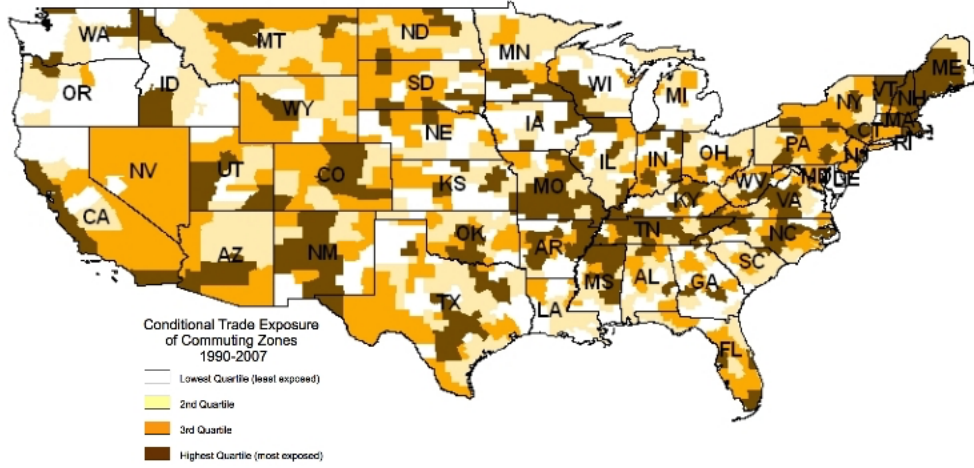 WA
MT
ND
MN
ME
OR
ID
SD
WI
MI
NY
VT
NH
MA
WY
CT
RI
IA
NE
PA
NJ
NV
UT
CO
IL
IN
OH
MD
DE
KS
MO
WV
VA
CA
KY
AZ
NM
OK
AR
TN
NC
SC
MS
AL
GA
TX
LA
FL
Conditional Trade Exposure
of Commuting Zones
1990-2007
Lowest Quartile (least exposed)
2nd Quartile
3rd Quartile
Highest Quartile (most exposed)